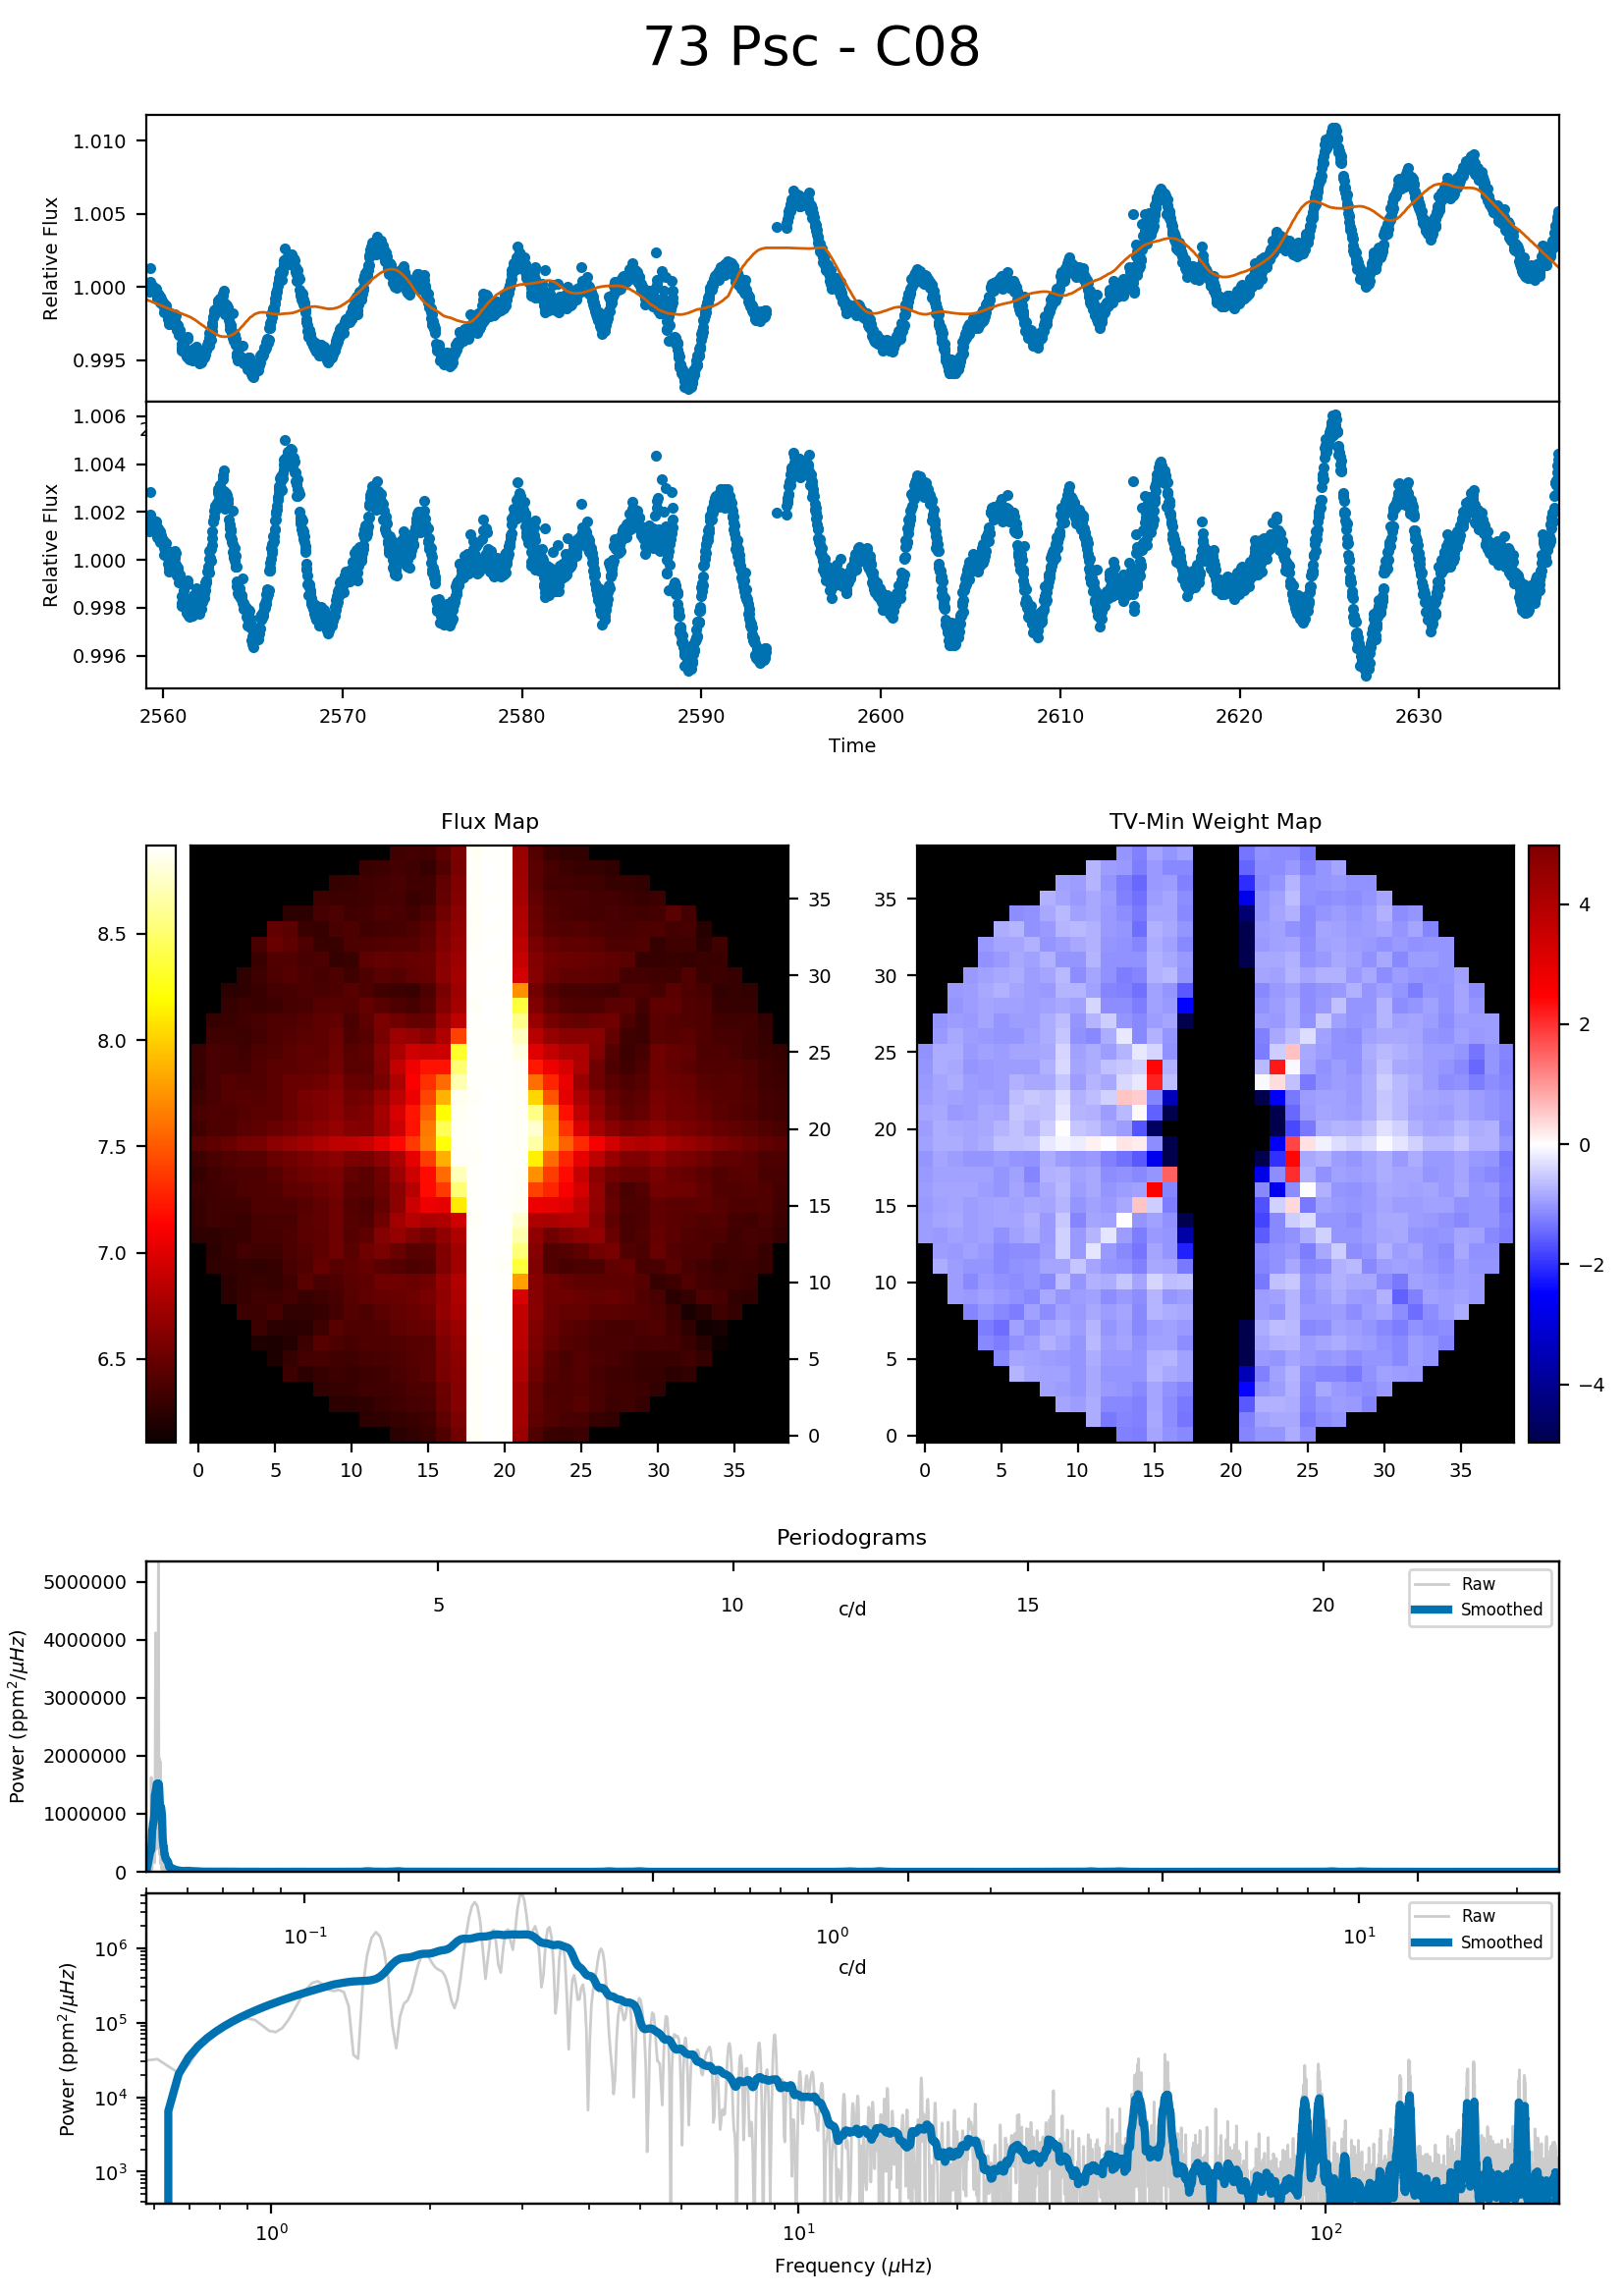 73 Psc - C08
1.010
1.005
1.000
0.995
Relative Flux
1.006
1.004
1.002
1.000
0.998
0.996
Relative Flux
2560 2570 2580 2590 2600 2610 2620 2630
Time
Flux Map
8.5
8.0
7.5
7.0
6.5
35
30
25
20
15
10
5
0
0 5 10 15 20 25 30 35
TV-Min Weight Map
35
30
25
20
15
10
5
0
0 5 10 15 20 25 30 35
4
2
0
−2
−4
Periodograms
5000000
4000000
3000000
2000000
1000000
0
Power (ppm²/μHz)
5 10 15 20
c/d
Raw
Smoothed
10⁻¹ 10⁰ 10¹
c/d
Raw
Smoothed
10⁶
10⁵
10⁴
10³
Power (ppm²/μHz)
10⁰ 10¹ 10²
Frequency (μHz)